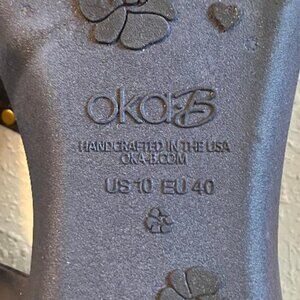 oka-B
HANDCRAFTED IN THE USA
OKA-B.COM
US 10 EU 40